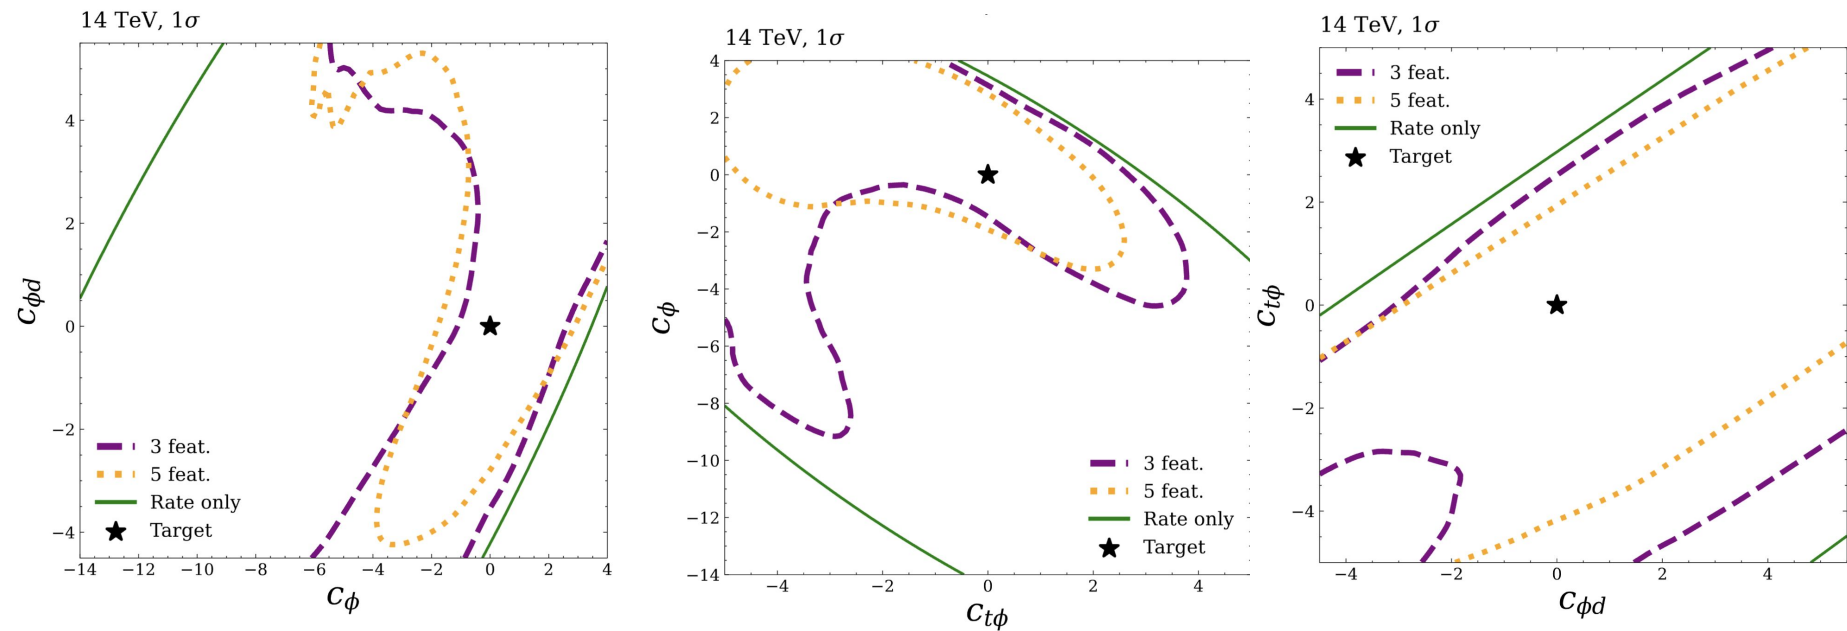 14 TeV, 1σ
4
2
0
−2
−4
c_ϕd
3 feat.
5 feat.
Rate only
Target
−14 −12 −10 −8 −6 −4 −2 0 2 4
c_ϕ
14 TeV, 1σ
4
2
0
−2
−4
−6
−8
−10
−12
−14
c_ϕ
3 feat.
5 feat.
Rate only
Target
−4 −2 0 2 4
c_tϕ
14 TeV, 1σ
3 feat.
5 feat.
Rate only
Target
4
2
0
−2
−4
c_tϕ
−4 −2 0 2 4
c_ϕd